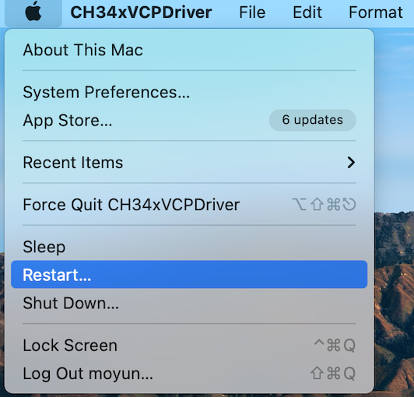 CH34xVCPDriver File Edit Format
About This Mac
System Preferences...
App Store... 6 updates
Recent Items
Force Quit CH34xVCPDriver ⌥⇧⌘⎋
Sleep
Restart...
Shut Down...
Lock Screen ^⌘Q
Log Out moyun... ⇧⌘Q